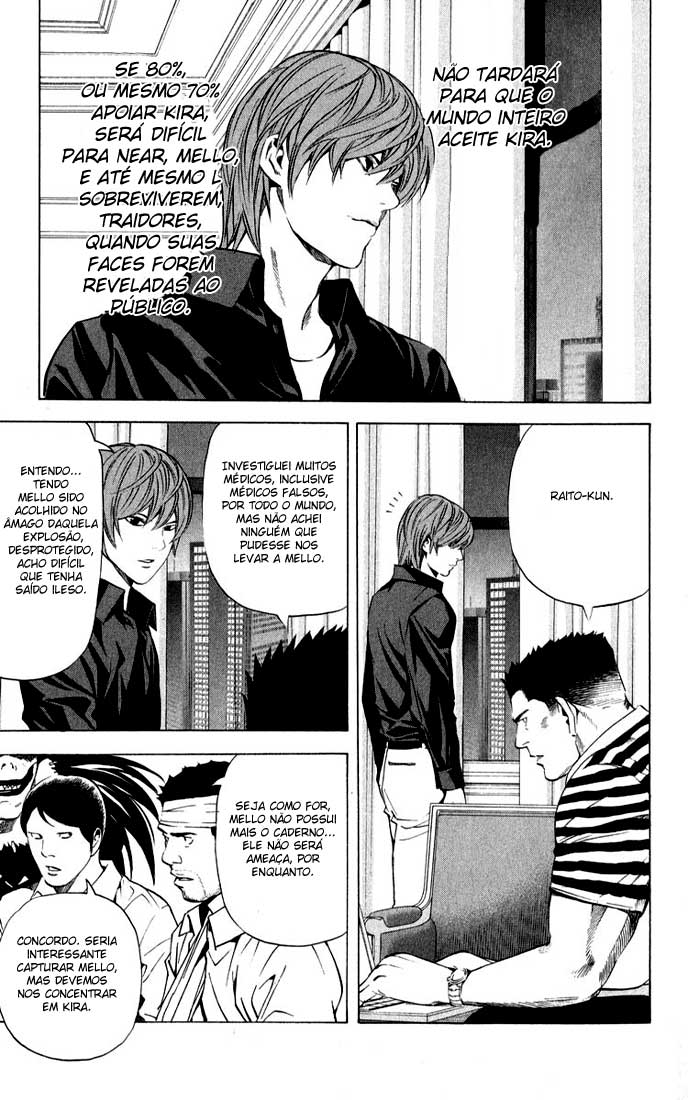 NÃO TARDARÁ
PARA QUE O
MUNDO INTEIRO
ACEITE KIRA.
SE 80%,
OU MESMO 70%
APOIAR KIRA,
SERÁ DIFÍCIL
PARA NEAR, MELLO,
E ATÉ MESMO L
SOBREVIVEREM,
TRAIDORES,
QUANDO SUAS
FACES FOREM
REVELADAS AO
PÚBLICO.
RAITO-KUN.
INVESTIGUEI MUITOS
MÉDICOS, INCLUSIVE
MÉDICOS FALSOS,
POR TODO O MUNDO,
MAS NÃO ACHEI
NINGUÉM QUE
PUDESSE NOS
LEVAR A MELLO.
ENTENDO...
TENDO
MELLO SIDO
ACOLHIDO NO
ÂMAGO DAQUELA
EXPLOSÃO,
DESPROTEGIDO,
ACHO DIFÍCIL
QUE TENHA
SAÍDO ILESO.
SEJA COMO FOR,
MELLO NÃO POSSUI
MAIS O CADERNO...
ELE NÃO SERÁ
AMEAÇA, POR
ENQUANTO.
CONCORDO. SERIA
INTERESSANTE
CAPTURAR MELLO,
MAS DEVEMOS
NOS CONCENTRAR
EM KIRA.